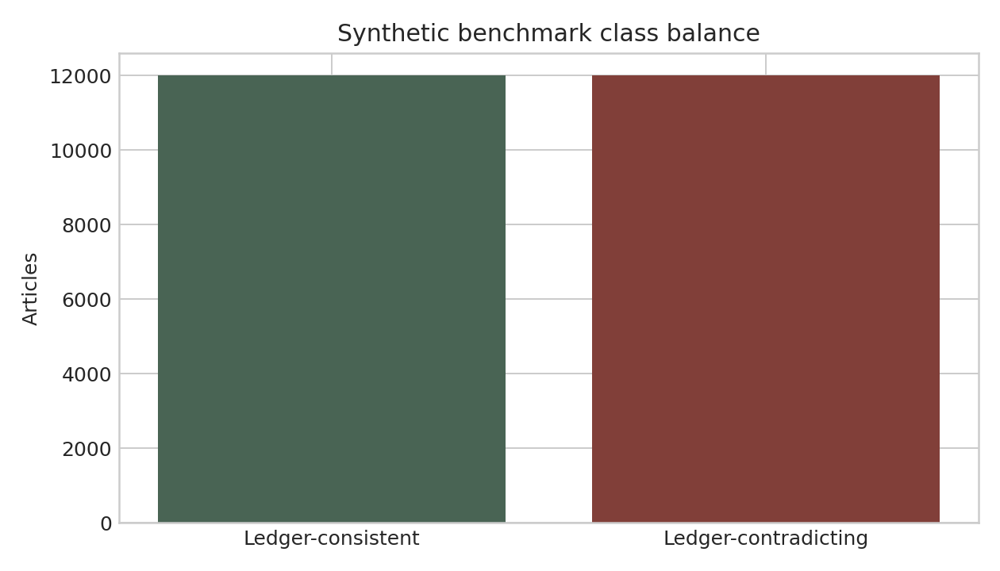 Synthetic benchmark class balance
Articles
12000
10000
8000
6000
4000
2000
0
Ledger-consistent
Ledger-contradicting